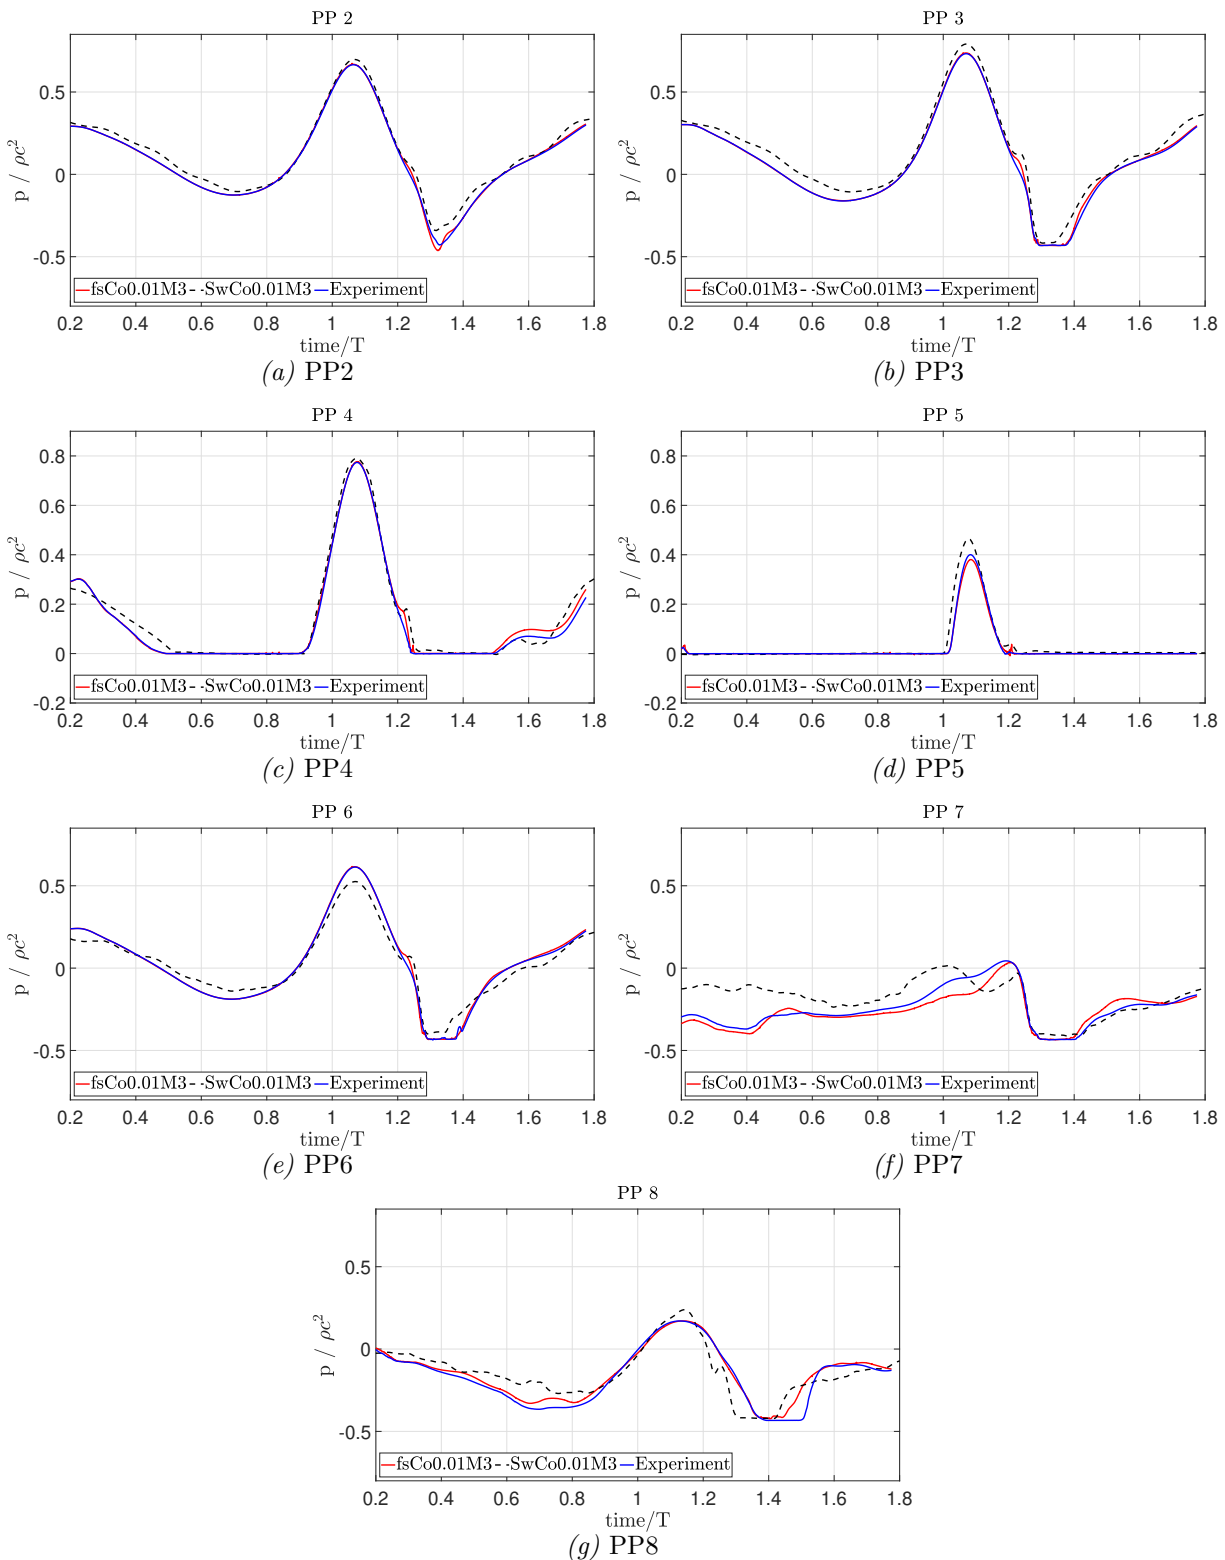 PP 2
p / ρc²
0.5
0
-0.5
fsCo0.01M3 SwCo0.01M3 Experiment
0.2 0.4 0.6 0.8 1 1.2 1.4 1.6 1.8
time/T
(a) PP2
PP 3
p / ρc²
0.5
0
-0.5
fsCo0.01M3 SwCo0.01M3 Experiment
0.2 0.4 0.6 0.8 1 1.2 1.4 1.6 1.8
time/T
(b) PP3
PP 4
p / ρc²
0.8
0.6
0.4
0.2
0
-0.2
fsCo0.01M3 SwCo0.01M3 Experiment
0.2 0.4 0.6 0.8 1 1.2 1.4 1.6 1.8
time/T
(c) PP4
PP 5
p / ρc²
0.8
0.6
0.4
0.2
0
-0.2
fsCo0.01M3 SwCo0.01M3 Experiment
0.2 0.4 0.6 0.8 1 1.2 1.4 1.6 1.8
time/T
(d) PP5
PP 6
p / ρc²
0.5
0
-0.5
fsCo0.01M3 SwCo0.01M3 Experiment
0.2 0.4 0.6 0.8 1 1.2 1.4 1.6 1.8
time/T
(e) PP6
PP 7
p / ρc²
0.5
0
-0.5
fsCo0.01M3 SwCo0.01M3 Experiment
0.2 0.4 0.6 0.8 1 1.2 1.4 1.6 1.8
time/T
(f) PP7
PP 8
p / ρc²
0.5
0
-0.5
fsCo0.01M3 SwCo0.01M3 Experiment
0.2 0.4 0.6 0.8 1 1.2 1.4 1.6 1.8
time/T
(g) PP8